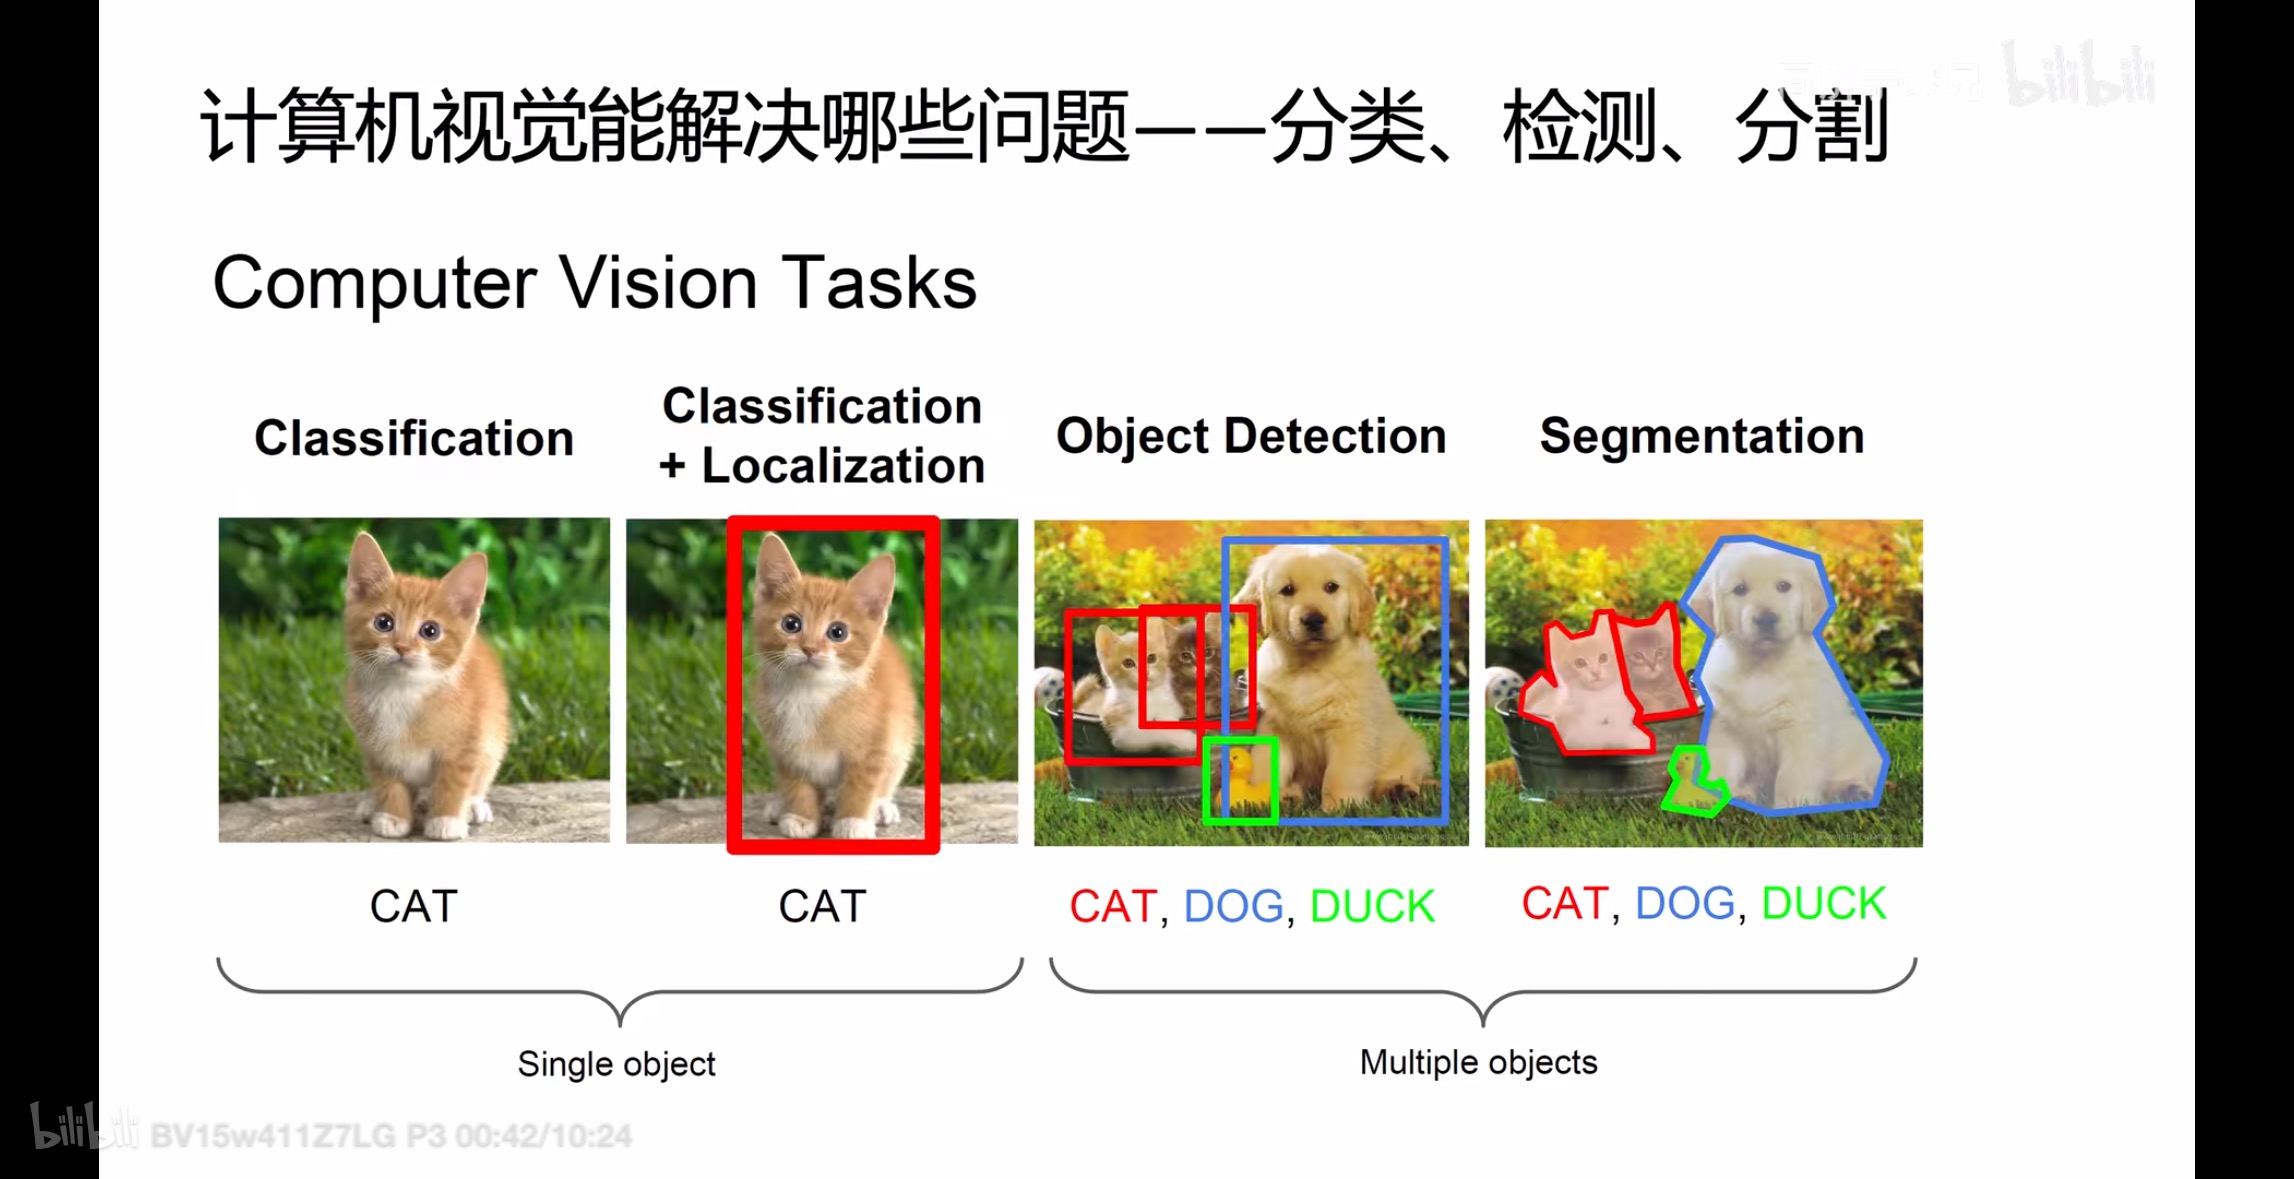 计算机视觉能解决哪些问题——分类、检测、分割
bilibili
Computer Vision Tasks
Classification
Classification
+ Localization
Object Detection
Segmentation
CAT
CAT
CAT, DOG, DUCK
CAT, DOG, DUCK
Single object
Multiple objects
bilibili BV15w411Z7LG P3 00:42/10:24